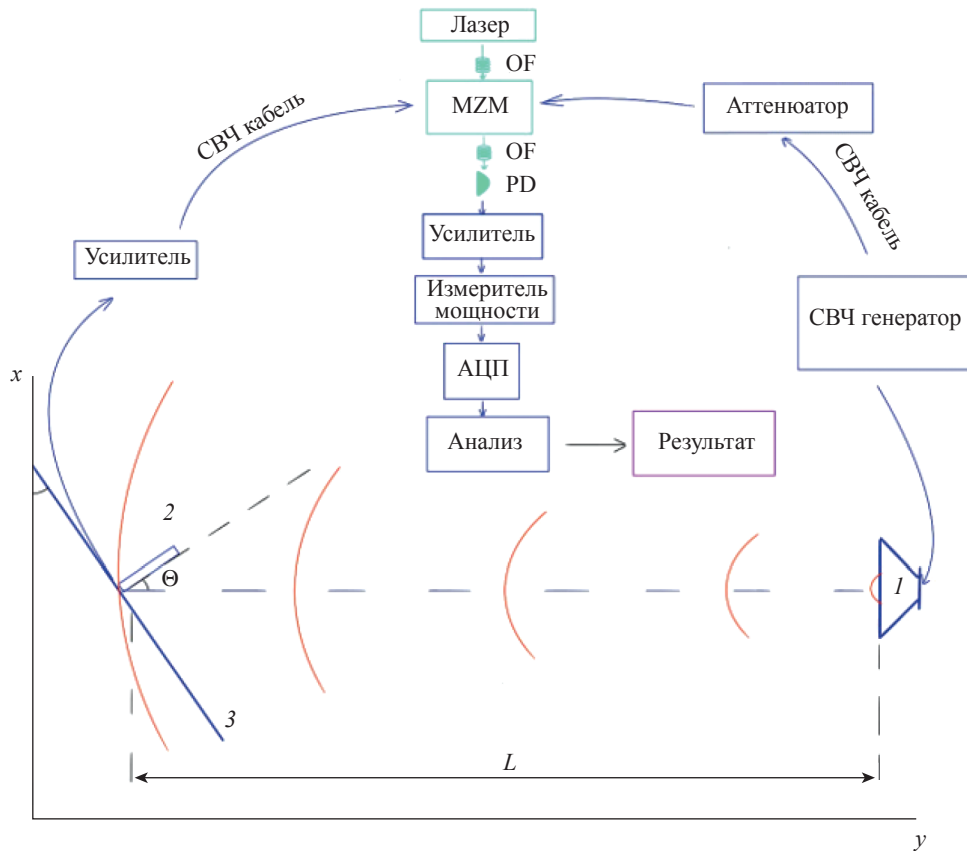 Лазер
OF
MZM
СВЧ кабель
Аттенюатор
OF
PD
СВЧ кабель
Усилитель
Усилитель
Измеритель
мощности
СВЧ генератор
АЦП
x
Анализ
Результат
2
Θ
1
3
L
y